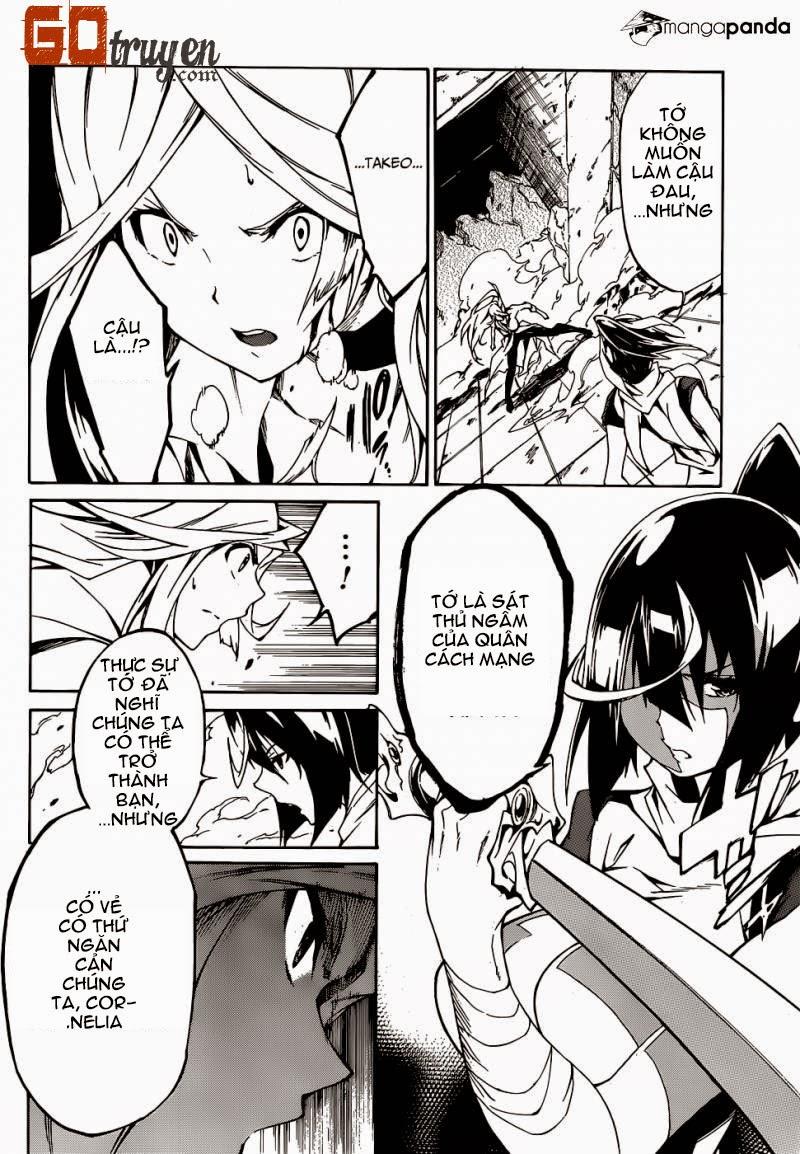 GOtruyen
.com
mangapanda
TỚ
KHÔNG
MUỐN
LÀM CẬU
ĐAU,
...NHƯNG
...TAKEO...
CẬU
LÀ...!?
...!
TỚ LÀ SÁT
THỦ NGẦM
CỦA QUÂN
CÁCH MẠNG
THỰC SỰ
TỚ ĐÃ
NGHĨ
CHÚNG TA
CÓ THỂ
TRỞ
THÀNH
BẠN,
...NHƯNG
...
CÓ VẺ
CÓ THỨ
NGĂN
CẢN
CHÚNG
TA, COR-
.NELIA